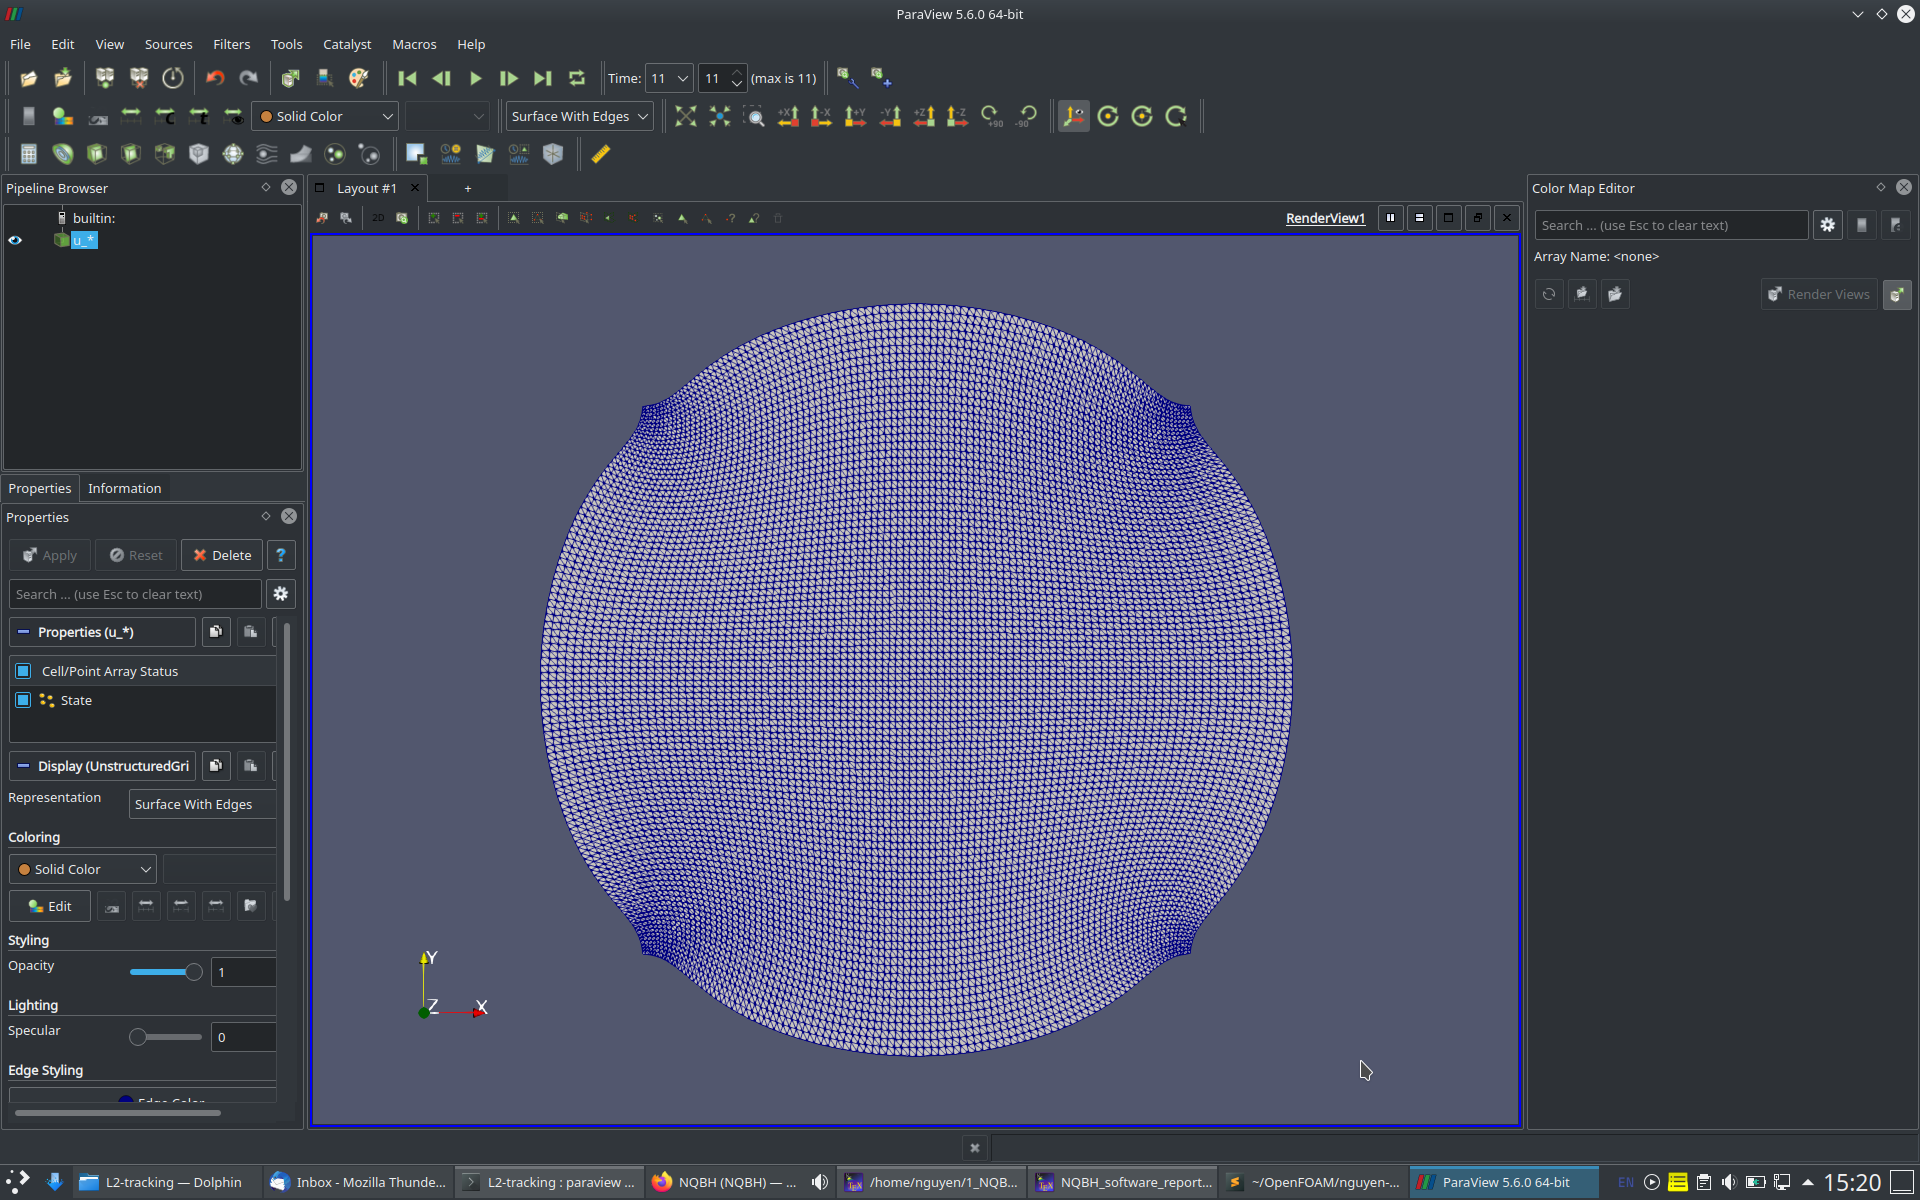 ParaView 5.6.0 64-bit
File Edit View Sources Filters Tools Catalyst Macros Help
Time: 11 11 (max is 11)
Solid Color Surface With Edges +X -X +Y -Y +Z -Z +90 -90
Pipeline Browser
builtin:
u_*
Properties Information
Properties
Apply Reset Delete ?
Search ... (use Esc to clear text)
Properties (u_*)
Cell/Point Array Status
State
Display (UnstructuredGri
Representation Surface With Edges
Coloring
Solid Color
Edit
Styling
Opacity 1
Lighting
Specular 0
Edge Styling
Edge Color
Layout #1 +
2D RenderView1
Y
Z X
Color Map Editor
Search ... (use Esc to clear text)
Array Name: <none>
Render Views
L2-tracking — Dolphin Inbox - Mozilla Thunde... L2-tracking : paraview ... NQBH (NQBH) — ... /home/nguyen/1_NQB... NQBH_software_report... ~/OpenFOAM/nguyen-... ParaView 5.6.0 64-bit EN 15:20